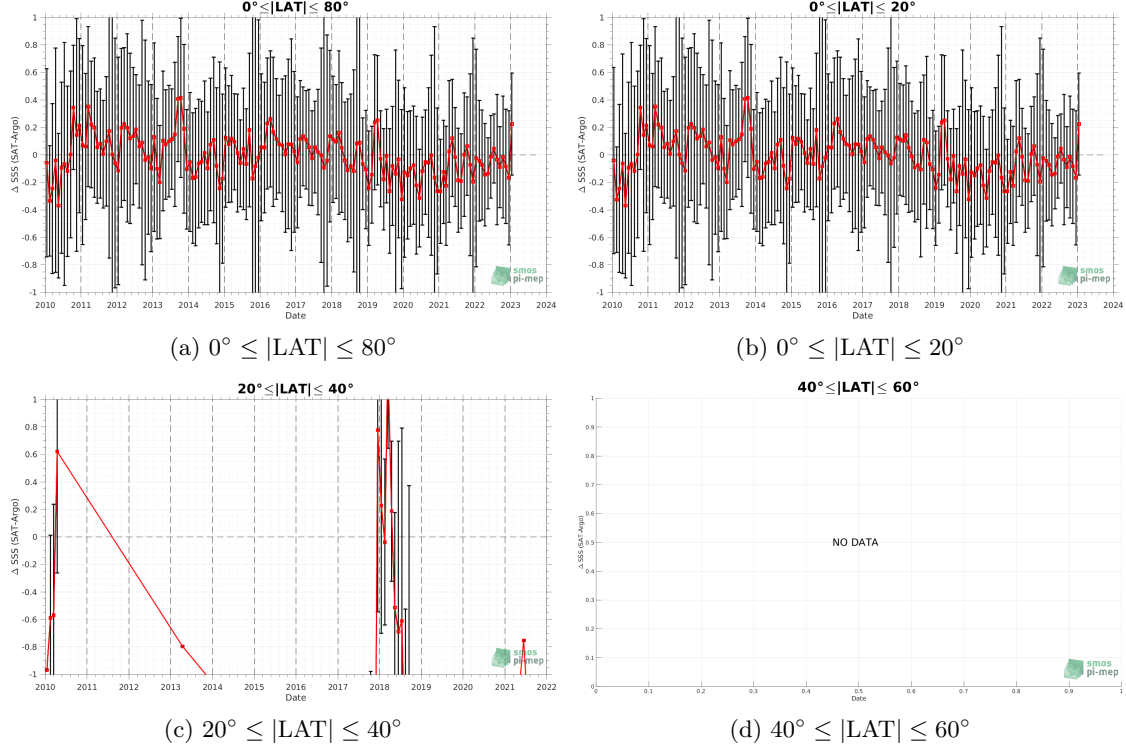 0°≤|LAT|≤ 80°
Δ SSS (SAT-Argo)
1
0.8
0.6
0.4
0.2
0
-0.2
-0.4
-0.6
-0.8
-1
2010 2011 2012 2013 2014 2015 2016 2017 2018 2019 2020 2021 2022 2023 2024
Date
smos
pi-mep
(a) 0° ≤ |LAT| ≤ 80°
0°≤|LAT|≤ 20°
Δ SSS (SAT-Argo)
1
0.8
0.6
0.4
0.2
0
-0.2
-0.4
-0.6
-0.8
-1
2010 2011 2012 2013 2014 2015 2016 2017 2018 2019 2020 2021 2022 2023 2024
Date
smos
pi-mep
(b) 0° ≤ |LAT| ≤ 20°
20°≤|LAT|≤ 40°
Δ SSS (SAT-Argo)
1
0.8
0.6
0.4
0.2
0
-0.2
-0.4
-0.6
-0.8
-1
2010 2011 2012 2013 2014 2015 2016 2017 2018 2019 2020 2021 2022
Date
smos
pi-mep
(c) 20° ≤ |LAT| ≤ 40°
40°≤|LAT|≤ 60°
Δ SSS (SAT-Argo)
1
0.9
0.8
0.7
0.6
0.5
0.4
0.3
0.2
0.1
0
NO DATA
0 0.1 0.2 0.3 0.4 0.5 0.6 0.7 0.8 0.9 1
Date
smos
pi-mep
(d) 40° ≤ |LAT| ≤ 60°